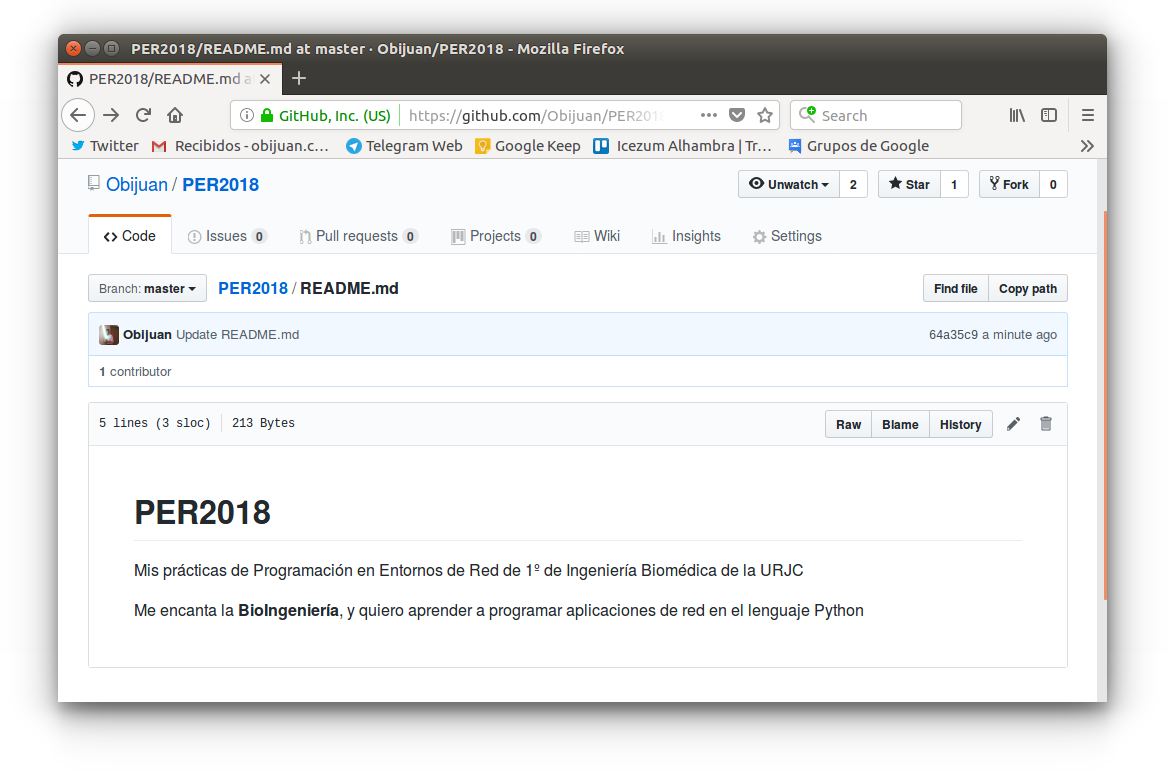 PER2018/README.md at master · Obijuan/PER2018 - Mozilla Firefox
PER2018/README.md a
GitHub, Inc. (US) https://github.com/Obijuan/PER201 Search
Twitter Recibidos - obijuan.c... Telegram Web Google Keep Icezum Alhambra | Tr... Grupos de Google
Obijuan / PER2018 Unwatch 2 Star 1 Fork 0
Code Issues 0 Pull requests 0 Projects 0 Wiki Insights Settings
Branch: master PER2018 / README.md Find file Copy path
Obijuan Update README.md 64a35c9 a minute ago
1 contributor
5 lines (3 sloc) 213 Bytes Raw Blame History
PER2018
Mis prácticas de Programación en Entornos de Red de 1º de Ingeniería Biomédica de la URJC
Me encanta la BioIngeniería, y quiero aprender a programar aplicaciones de red en el lenguaje Python